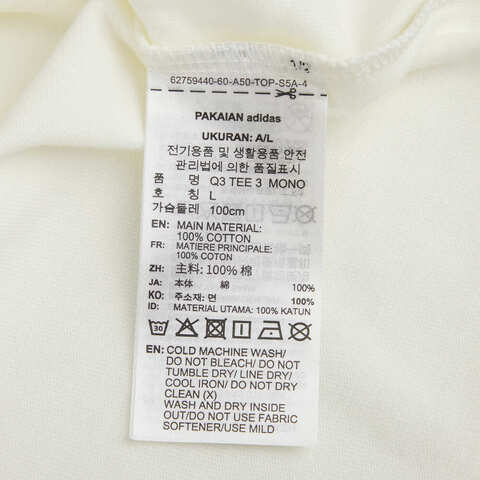 62759440-60-A50-TOP-S5A-4
PAKAIAN adidas
UKURAN: A/L
전기용품 및 생활용품 안전
관리법에 의한 품질표시
품 명 Q3 TEE 3 MONO
호 칭 L
가슴둘레 100cm
EN: MAIN MATERIAL:
100% COTTON
FR: MATIERE PRINCIPALE:
100% COTON
ZH: 主料: 100% 棉
JA: 本体 綿 100%
KO: 주소재: 면 100%
ID: MATERIAL UTAMA: 100% KATUN
30
EN: COLD MACHINE WASH/
DO NOT BLEACH/ DO NOT
TUMBLE DRY/ LINE DRY/
COOL IRON/ DO NOT DRY
CLEAN (X)
WASH AND DRY INSIDE
OUT/DO NOT USE FABRIC
SOFTENER/USE MILD